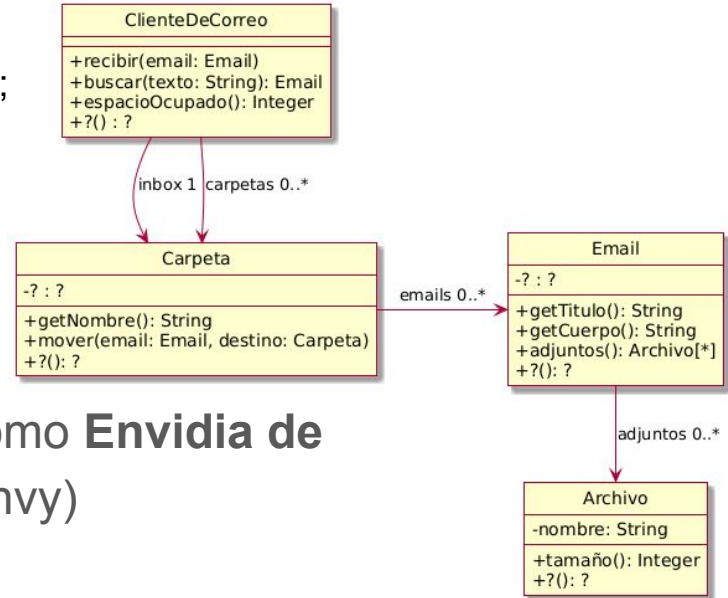 ClienteDeCorreo
+recibir(email: Email)
+buscar(texto: String): Email
+espacioOcupado(): Integer
+?() : ?
;
inbox 1
carpetas 0..*
Carpeta
-? : ?
+getNombre(): String
+mover(email: Email, destino: Carpeta)
+?(): ?
emails 0..*
Email
-? : ?
+getTitulo(): String
+getCuerpo(): String
+adjuntos(): Archivo[*]
+?(): ?
omo Envidia de
nvy)
adjuntos 0..*
Archivo
-nombre: String
+tamaño(): Integer
+?(): ?